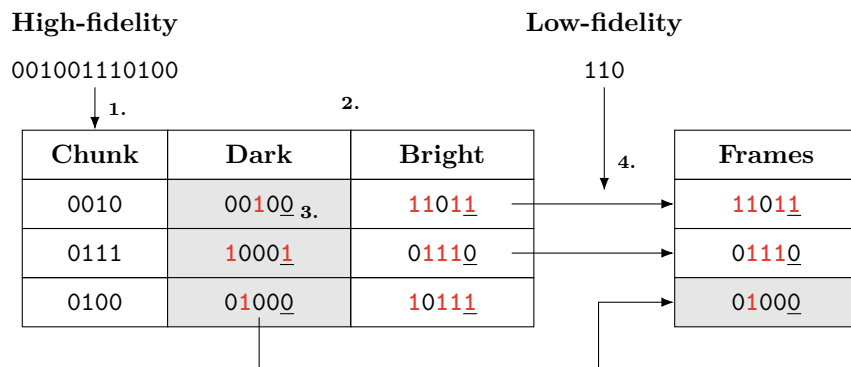 High-fidelity Low-fidelity
001001110100 110
1. 2.
Chunk Dark Bright 4. Frames
0010 00100 3. 11011 11011
0111 10001 01110 01110
0100 01000 10111 01000